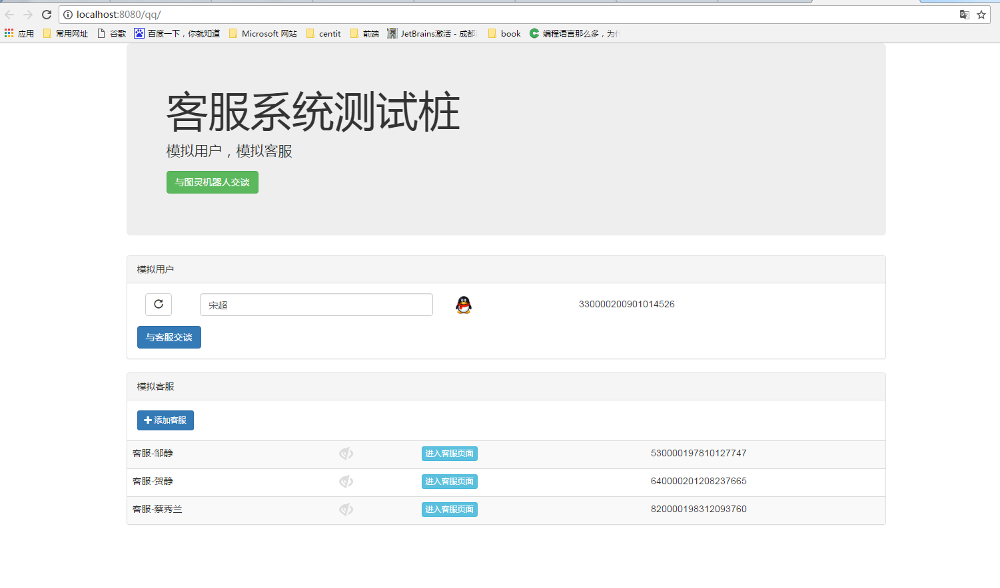 localhost:8080/qq/
应用 常用网址 谷歌 百度一下，你就知道 Microsoft 网站 centit 前端 JetBrains激活 - 成都 book 编程语言那么多，为
客服系统测试桩
模拟用户，模拟客服
与图灵机器人交谈
模拟用户
宋超 330000200901014526
与客服交谈
模拟客服
添加客服
客服-邹静 进入客服页面 530000197810127747
客服-贺静 进入客服页面 640000201208237665
客服-蔡秀兰 进入客服页面 820000198312093760